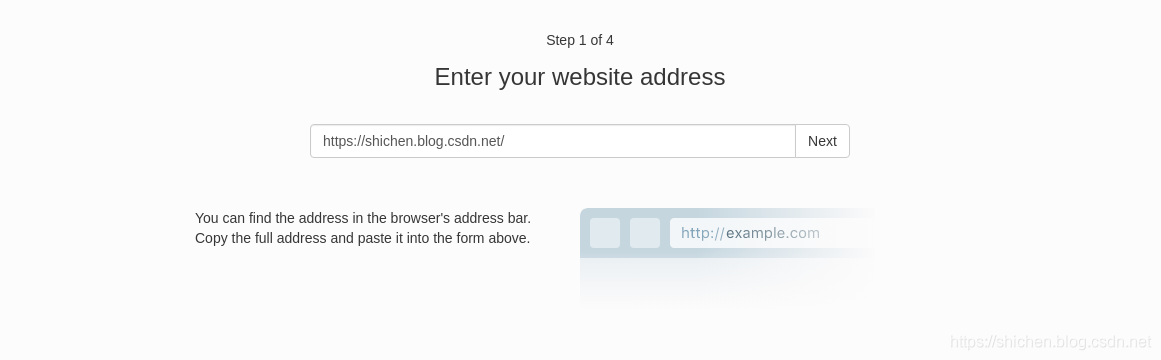 Step 1 of 4
Enter your website address
https://shichen.blog.csdn.net/
Next
You can find the address in the browser's address bar.
Copy the full address and paste it into the form above.
http://example.com
https://shichen.blog.csdn.net